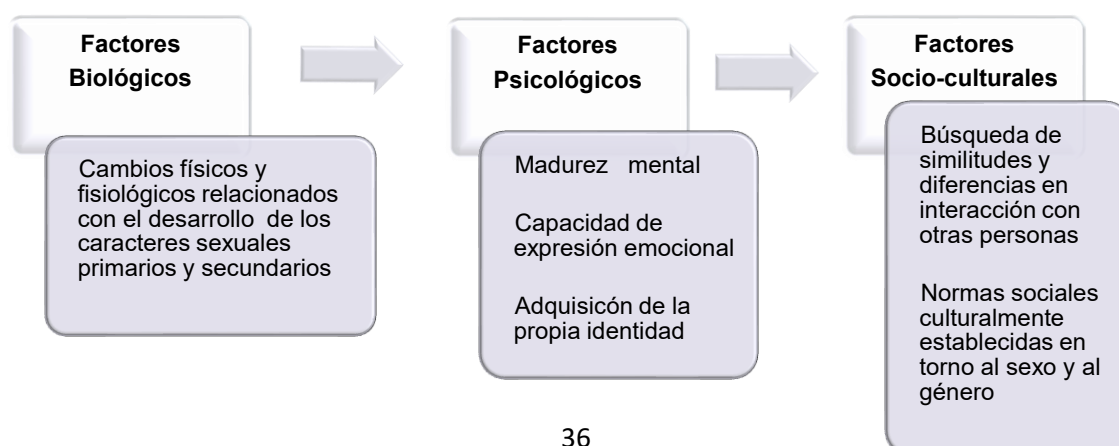 Factores
Biológicos
Cambios físicos y
fisiológicos relacionados
con el desarrollo de los
caracteres sexuales
primarios y secundarios
Factores
Psicológicos
Madurez mental
Capacidad de
expresión emocional
Adquisicón de la
propia identidad
Factores
Socio-culturales
Búsqueda de
similitudes y
diferencias en
interacción con
otras personas
Normas sociales
culturalmente
establecidas en
torno al sexo y al
género
36